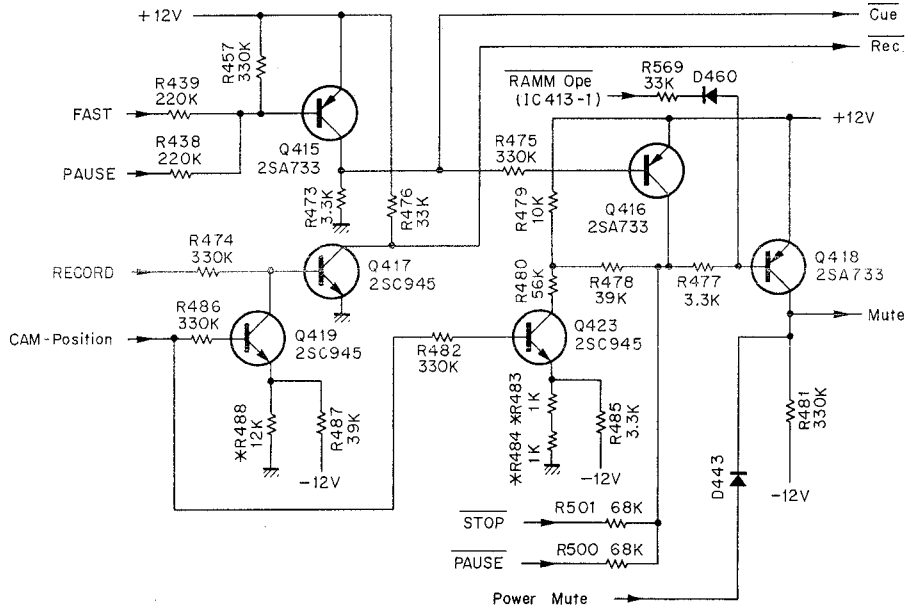 +12V
Cue
Rec.
R457
330K
R439
220K
FAST
R438
220K
PAUSE
Q415
2SA733
RAMM Ope
(IC413-1)
R569
33K
D460
+12V
R475
330K
R473
3.3K
R476
33K
R479
10K
Q416
2SA733
R474
330K
RECORD
Q417
2SC945
R486
330K
CAM-Position
Q419
2SC945
R480
56K
R478
39K
R477
3.3K
Q418
2SA733
Mute
R482
330K
Q423
2SC945
*R488
12K
R487
39K
-12V
*R483
1K
*R484
1K
R485
3.3K
-12V
R481
330K
-12V
D443
STOP
R501 68K
PAUSE
R500 68K
Power Mute